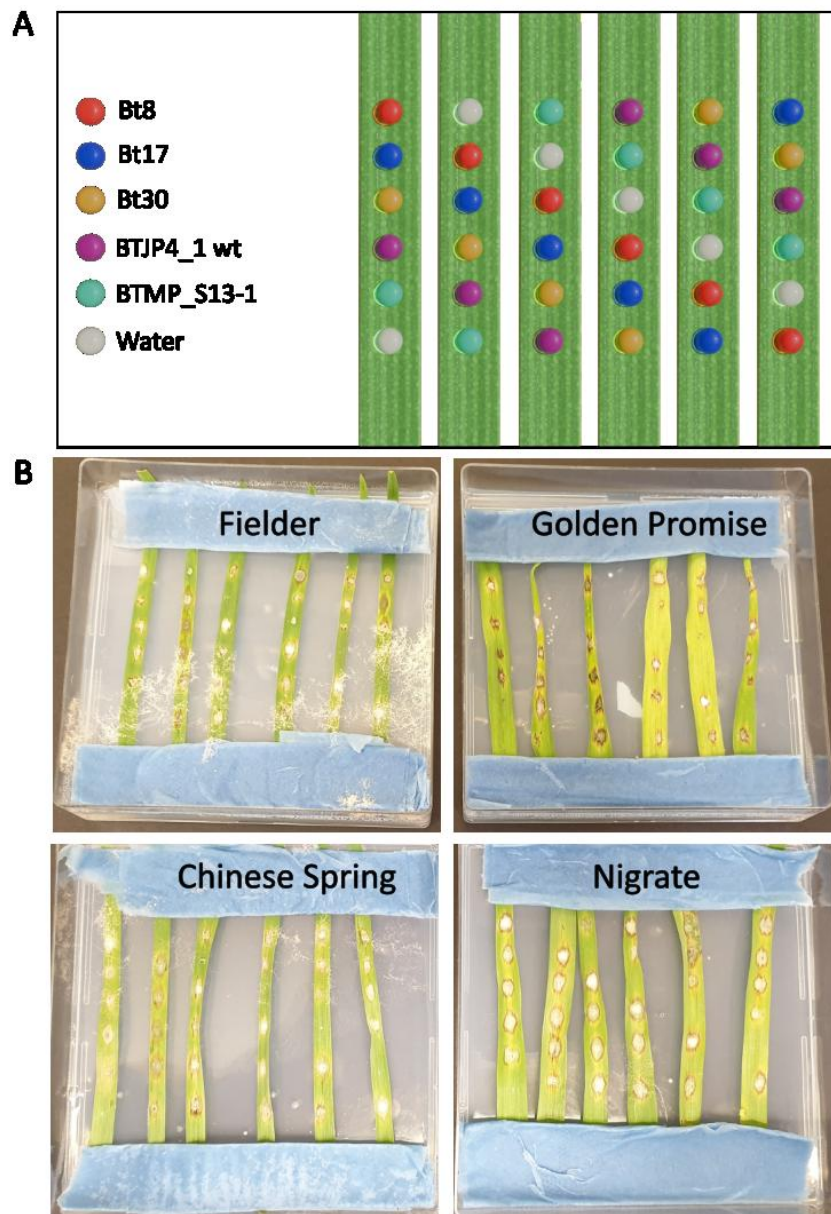 A
Bt8
Bt17
Bt30
BTJP4_1 wt
BTMP_S13-1
Water
B
Fielder
Golden Promise
Chinese Spring
Nigrate